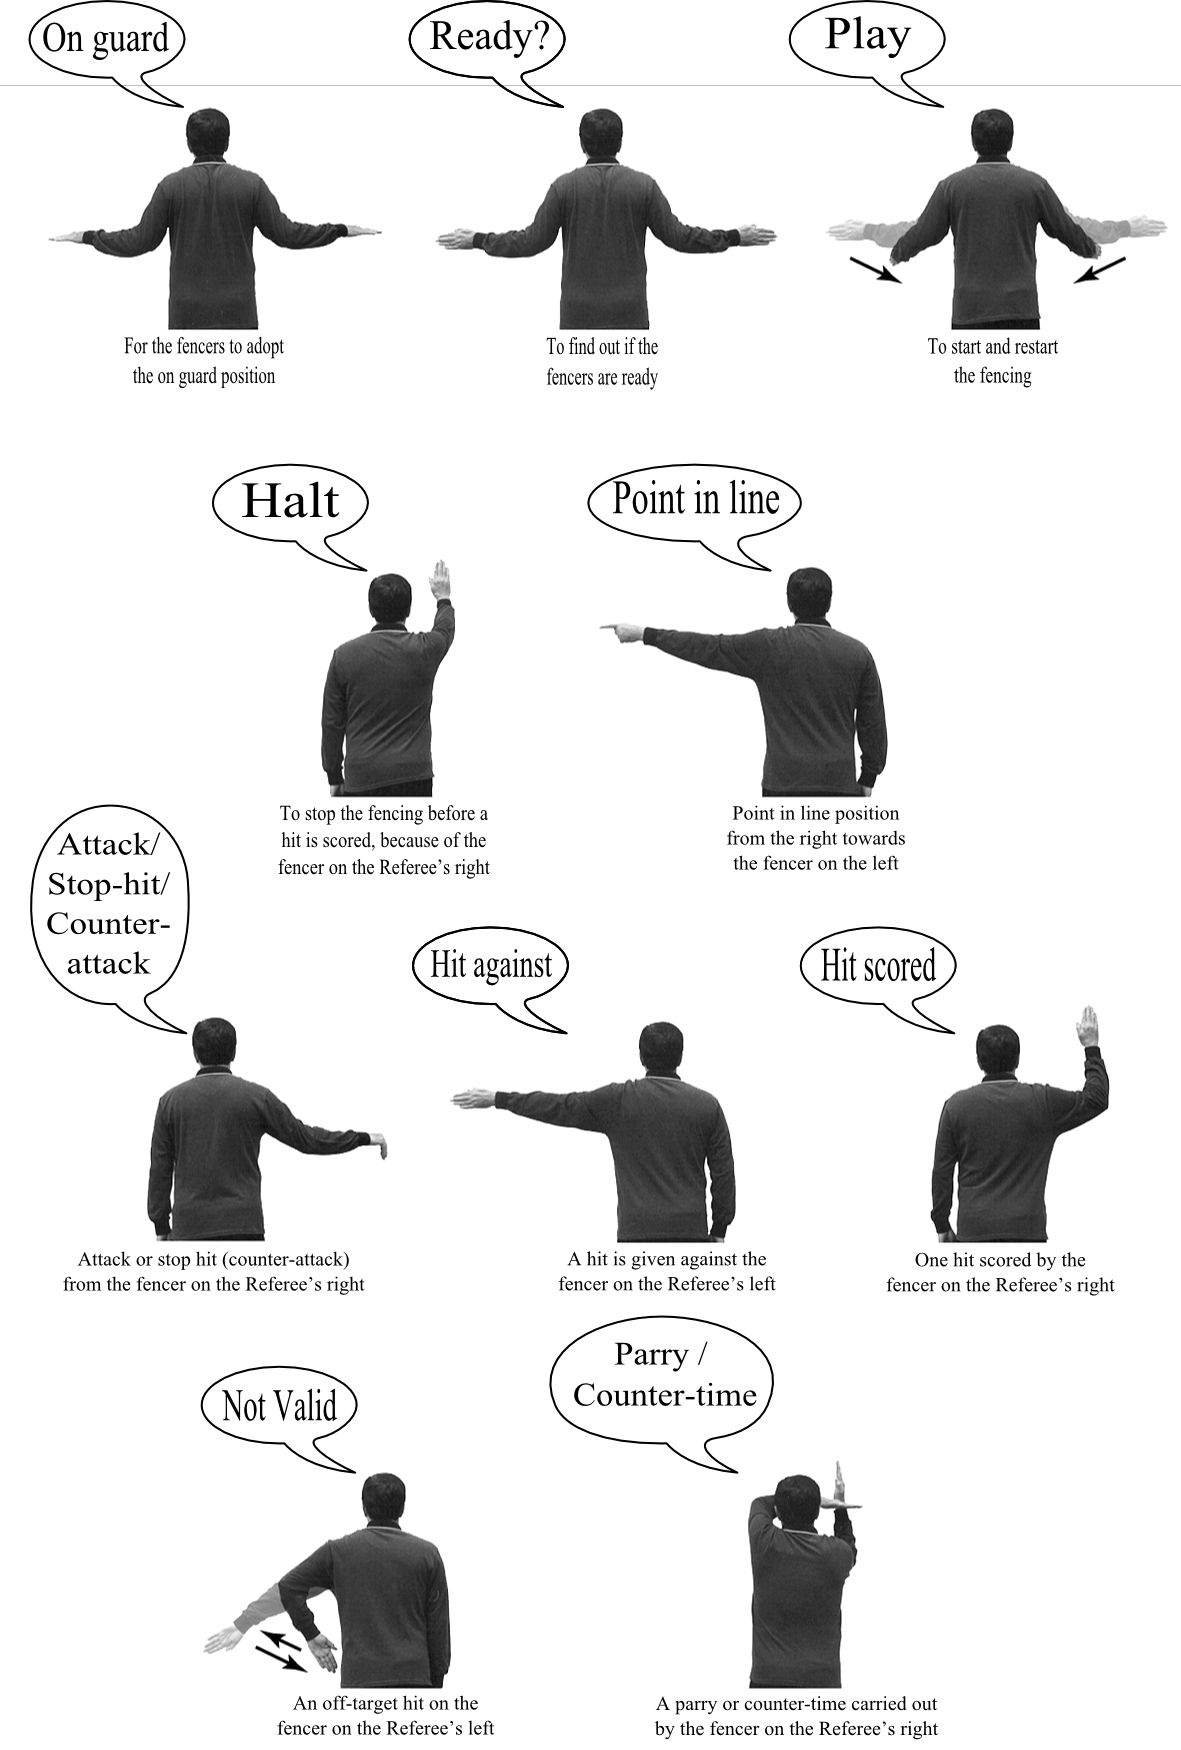 On guard
Ready?
Play
For the fencers to adopt
the on guard position
To find out if the
fencers are ready
To start and restart
the fencing
Halt
Point in line
To stop the fencing before a
hit is scored, because of the
fencer on the Referee’s right
Point in line position
from the right towards
the fencer on the left
Attack/
Stop-hit/
Counter-
attack
Hit against
Hit scored
Attack or stop hit (counter-attack)
from the fencer on the Referee’s right
A hit is given against the
fencer on the Referee’s left
One hit scored by the
fencer on the Referee’s right
Not Valid
Parry /
Counter-time
An off-target hit on the
fencer on the Referee’s left
A parry or counter-time carried out
by the fencer on the Referee’s right